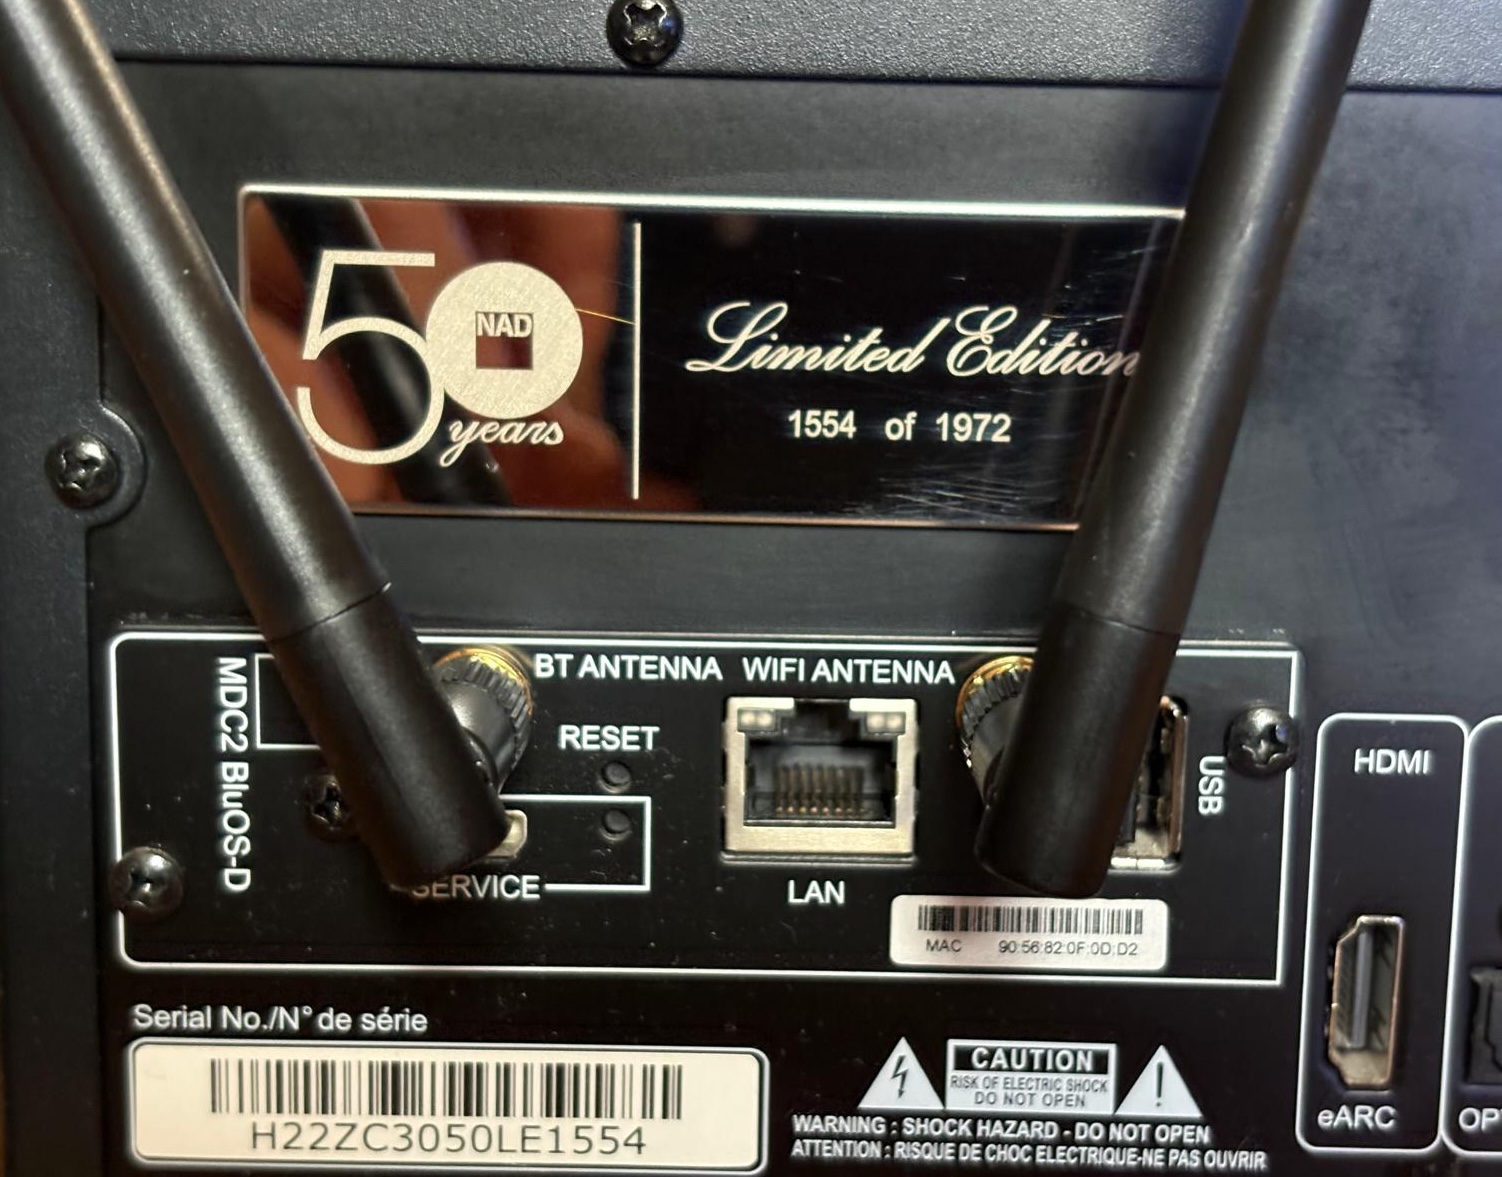 50
NAD
years
Limited Edition
1554 of 1972
MDC2 BluOS-D
BT ANTENNA
WIFI ANTENNA
RESET
SERVICE
LAN
USB
MAC 90:56:82:0F:0D:D2
HDMI
eARC
Serial No./N° de série
H22ZC3050LE1554
CAUTION
RISK OF ELECTRIC SHOCK
DO NOT OPEN
WARNING : SHOCK HAZARD - DO NOT OPEN
ATTENTION : RISQUE DE CHOC ELECTRIQUE-NE PAS OUVRIR